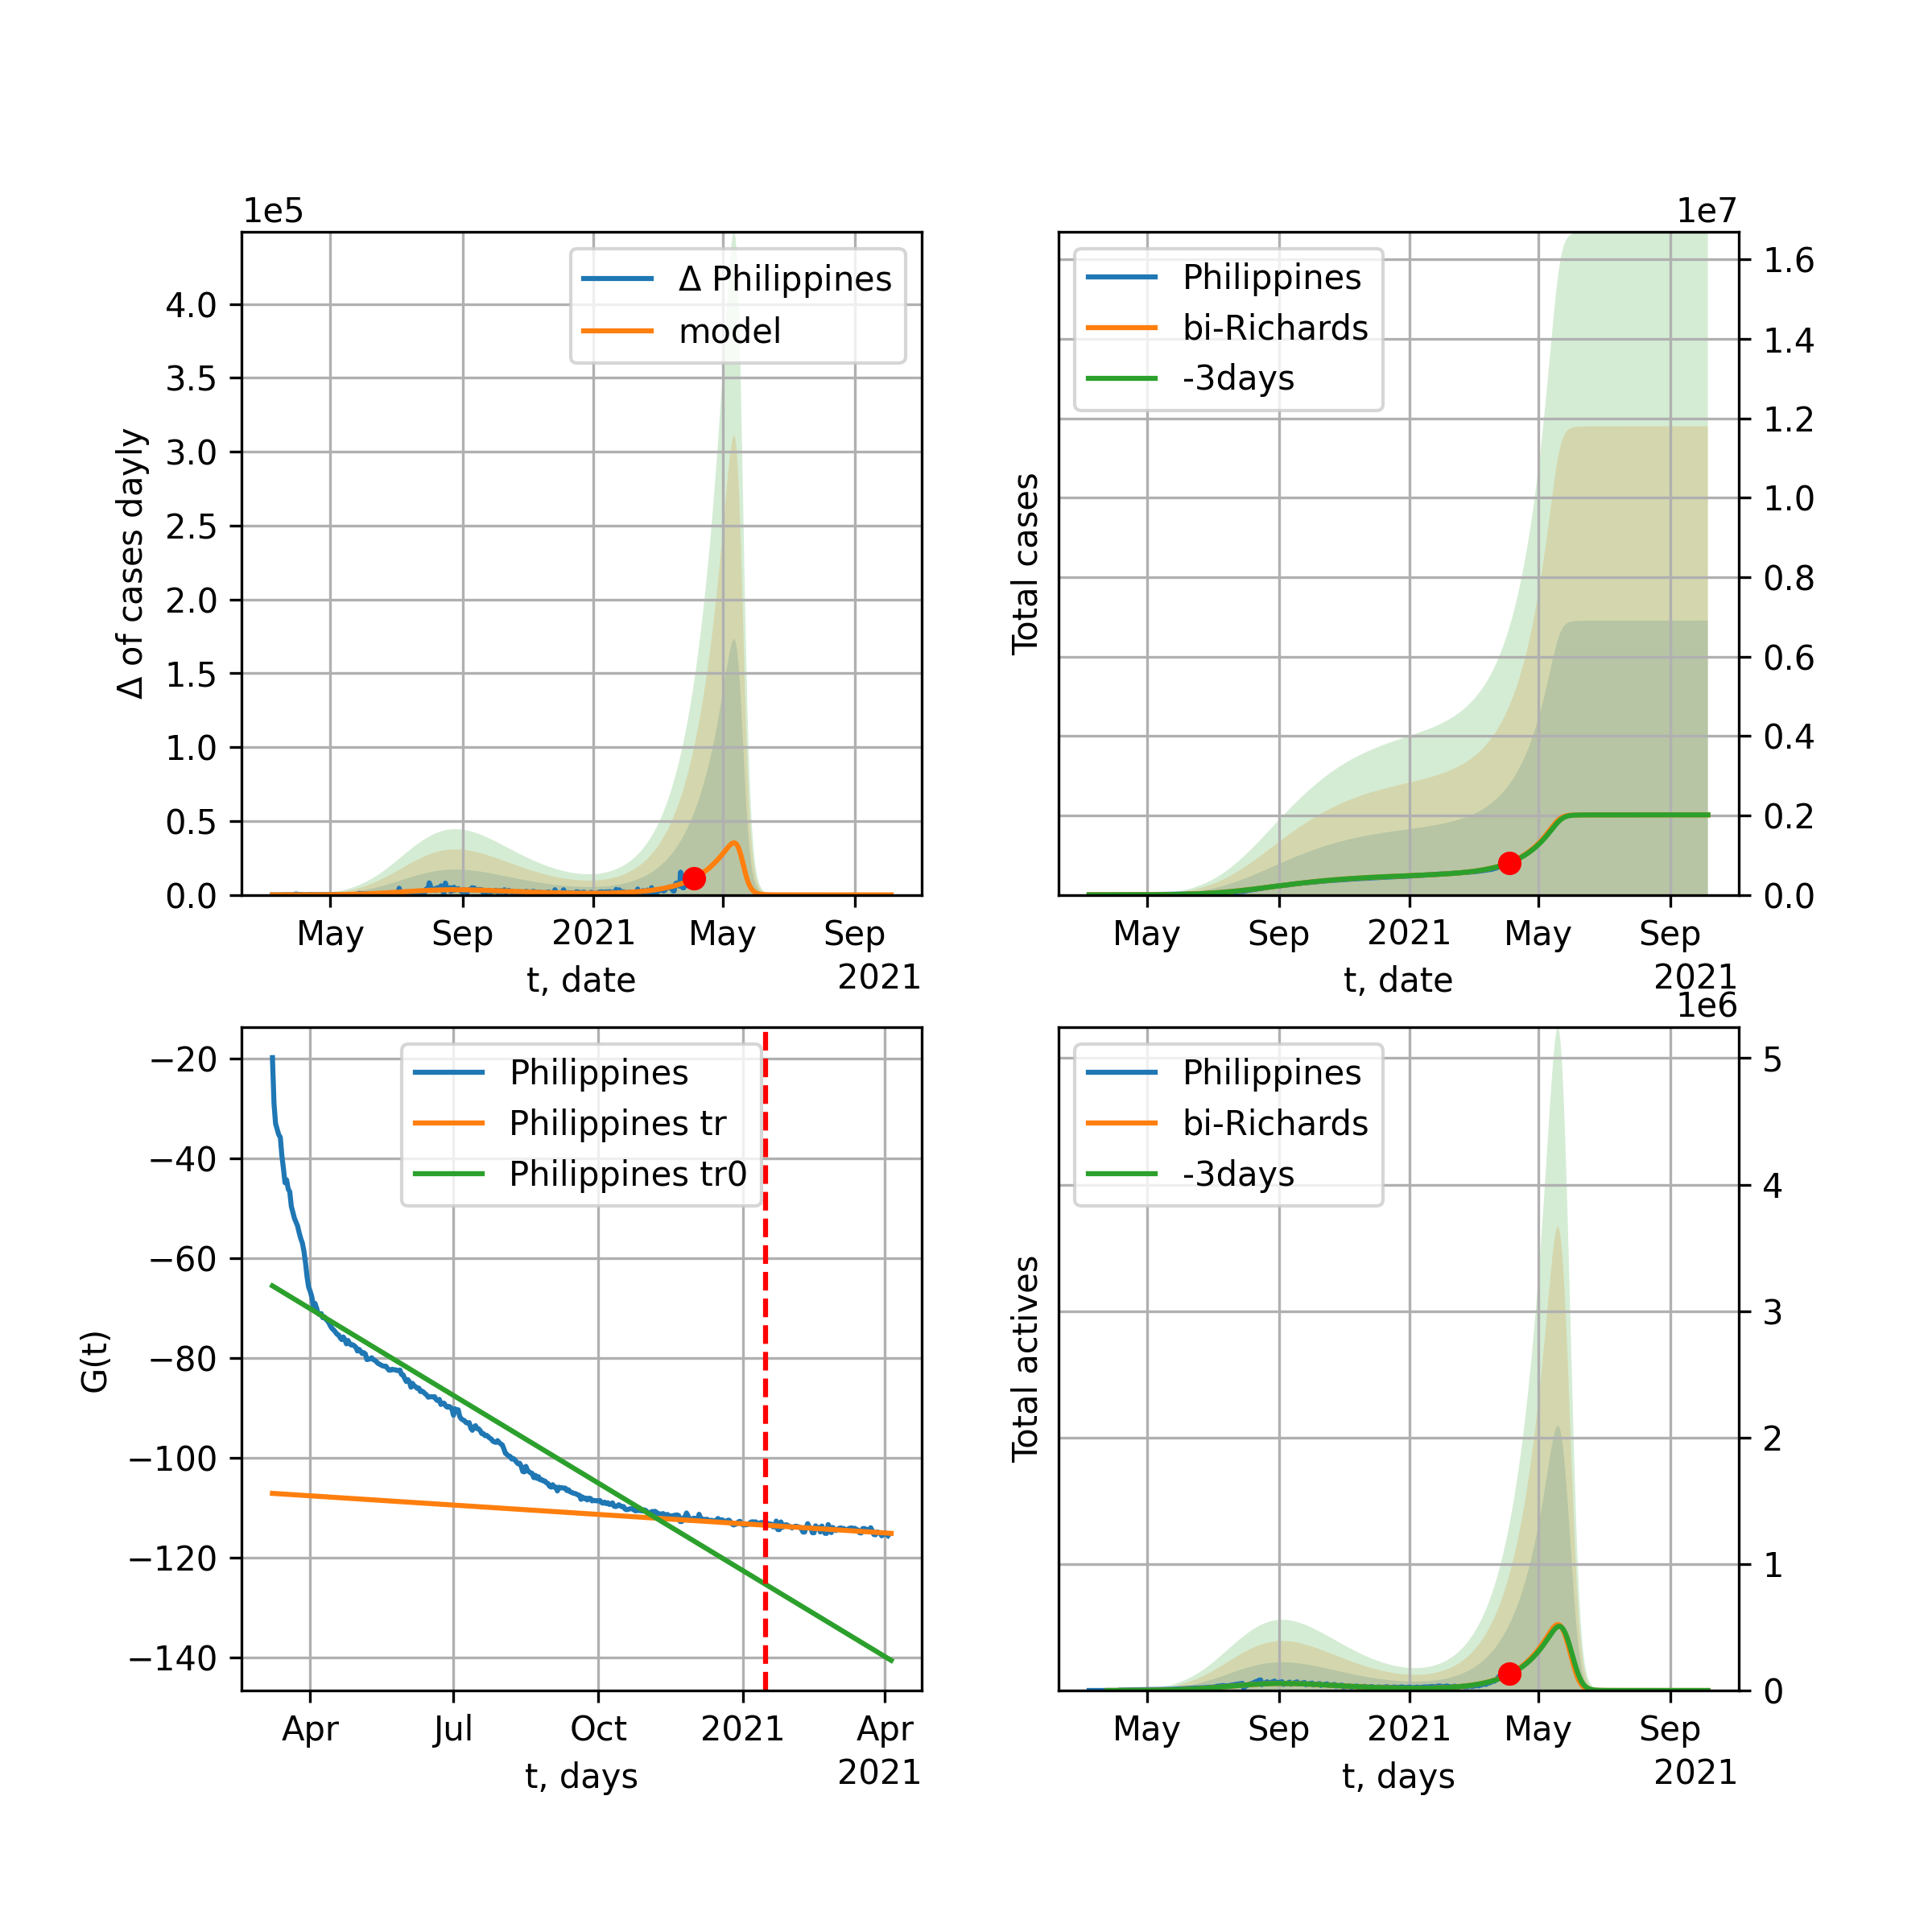 1e5
Δ of cases dayly
4.0
3.5
3.0
2.5
2.0
1.5
1.0
0.5
0.0
Δ Philippines
model
May Sep 2021 May Sep
2021
t, date
1e7
Total cases
Philippines
bi-Richards
-3days
1.6
1.4
1.2
1.0
0.8
0.6
0.4
0.2
0.0
May Sep 2021 May Sep
2021
t, date
G(t)
−20
−40
−60
−80
−100
−120
−140
Philippines
Philippines tr
Philippines tr0
Apr Jul Oct 2021 Apr
2021
t, days
1e6
Total actives
Philippines
bi-Richards
-3days
5
4
3
2
1
0
May Sep 2021 May Sep
2021
t, days